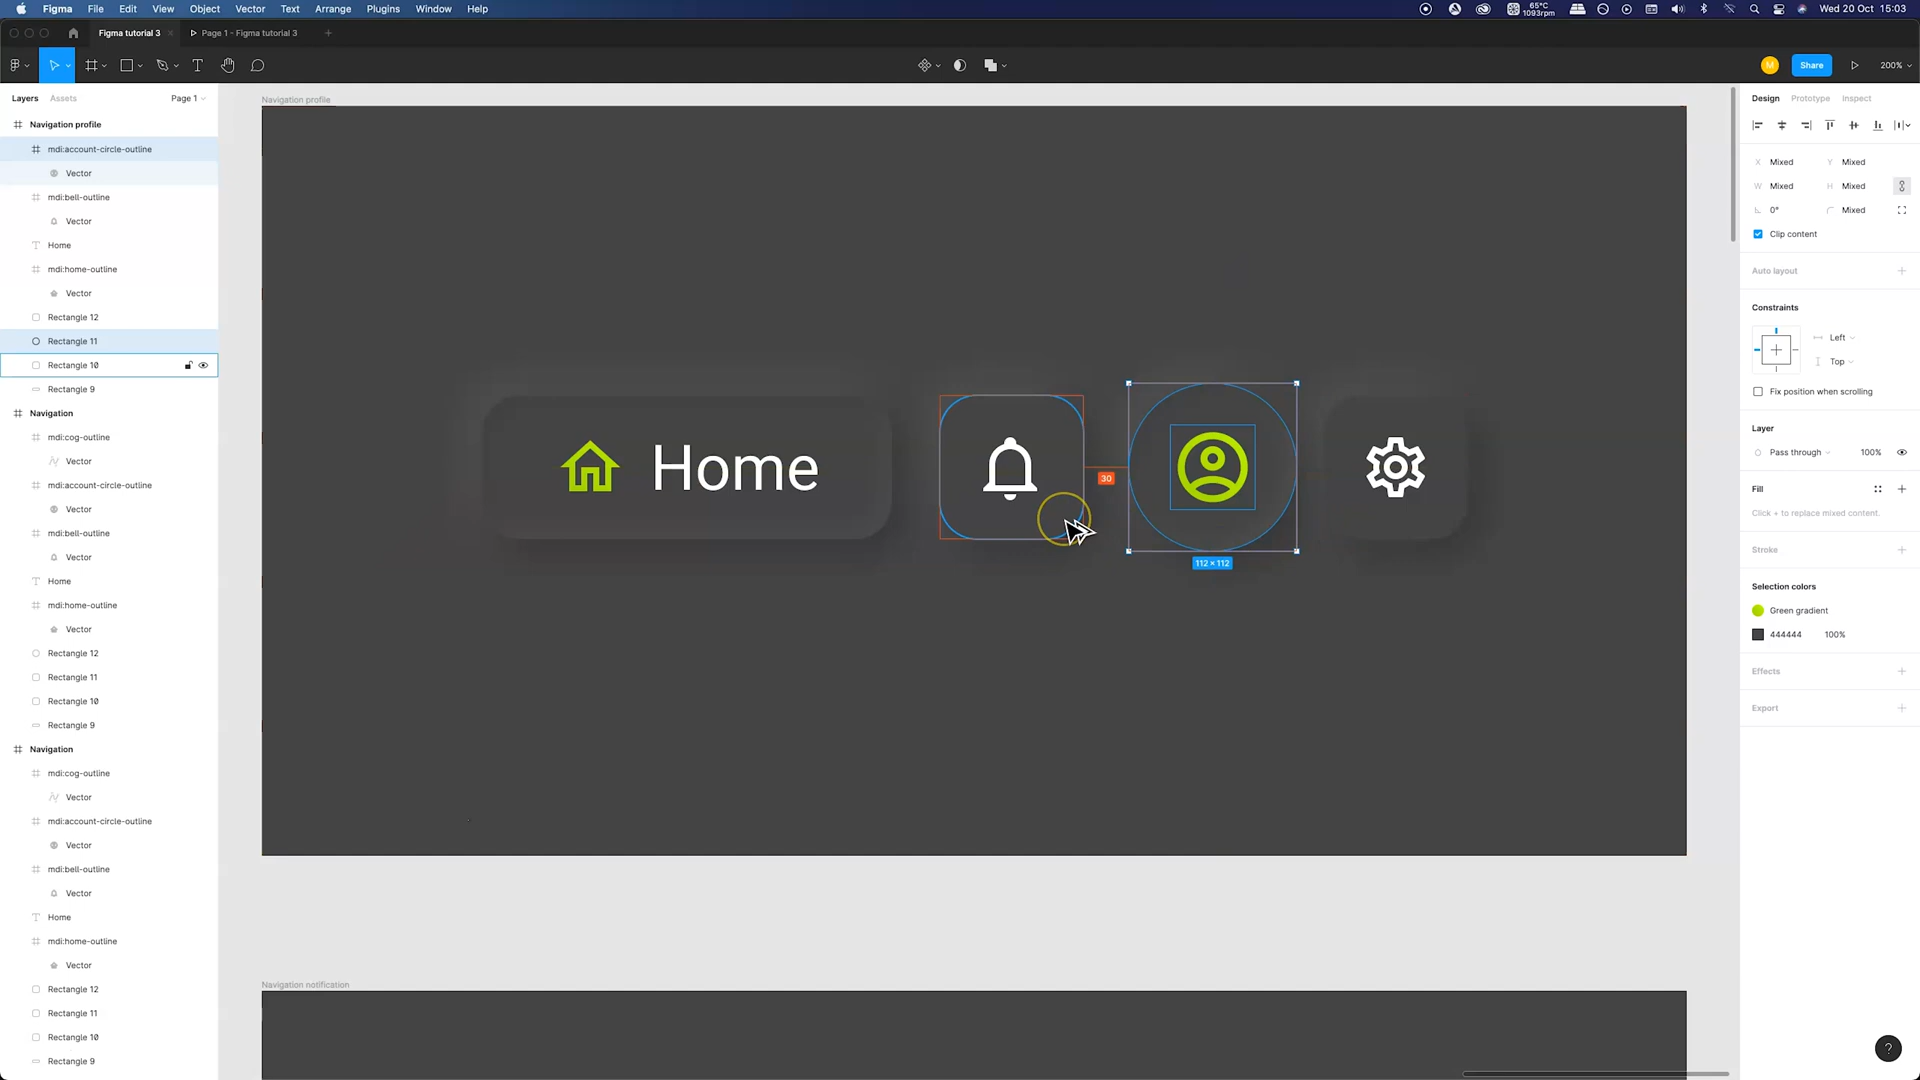 Figma File Edit View Object Vector Text Arrange Plugins Window Help 65°C 1093rpm Wed 20 Oct 15:03
Figma tutorial 3 Page 1 - Figma tutorial 3
M Share 200%
Layers Assets Page 1
Navigation profile
mdi:account-circle-outline
Vector
mdi:bell-outline
Vector
Home
mdi:home-outline
Vector
Rectangle 12
Rectangle 11
Rectangle 10
Rectangle 9
Navigation
mdi:cog-outline
Vector
mdi:account-circle-outline
Vector
mdi:bell-outline
Vector
Home
mdi:home-outline
Vector
Rectangle 12
Rectangle 11
Rectangle 10
Rectangle 9
Navigation
mdi:cog-outline
Vector
mdi:account-circle-outline
Vector
mdi:bell-outline
Vector
Home
mdi:home-outline
Vector
Rectangle 12
Rectangle 11
Rectangle 10
Rectangle 9
Navigation profile
Home
30
112 × 112
Navigation notification
Design Prototype Inspect
X Mixed Y Mixed
W Mixed H Mixed
0° Mixed
Clip content
Auto layout
Constraints
Left
Top
Fix position when scrolling
Layer
Pass through 100%
Fill
Click + to replace mixed content.
Stroke
Selection colors
Green gradient
444444 100%
Effects
Export
?